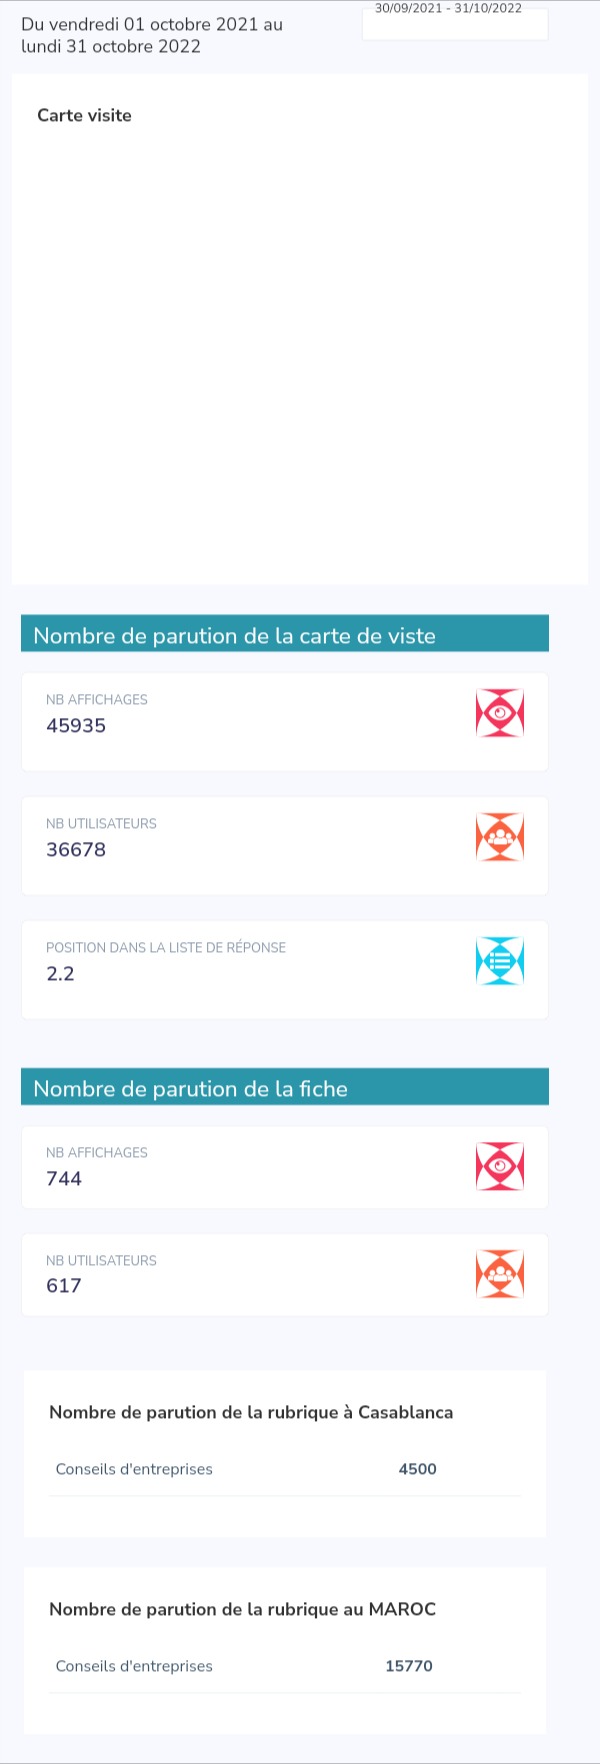 Du vendredi 01 octobre 2021 au
lundi 31 octobre 2022
30/09/2021 - 31/10/2022
Carte visite
Nombre de parution de la carte de viste
NB AFFICHAGES
45935
NB UTILISATEURS
36678
POSITION DANS LA LISTE DE RÉPONSE
2.2
Nombre de parution de la fiche
NB AFFICHAGES
744
NB UTILISATEURS
617
Nombre de parution de la rubrique à Casablanca
Conseils d'entreprises 4500
Nombre de parution de la rubrique au MAROC
Conseils d'entreprises 15770